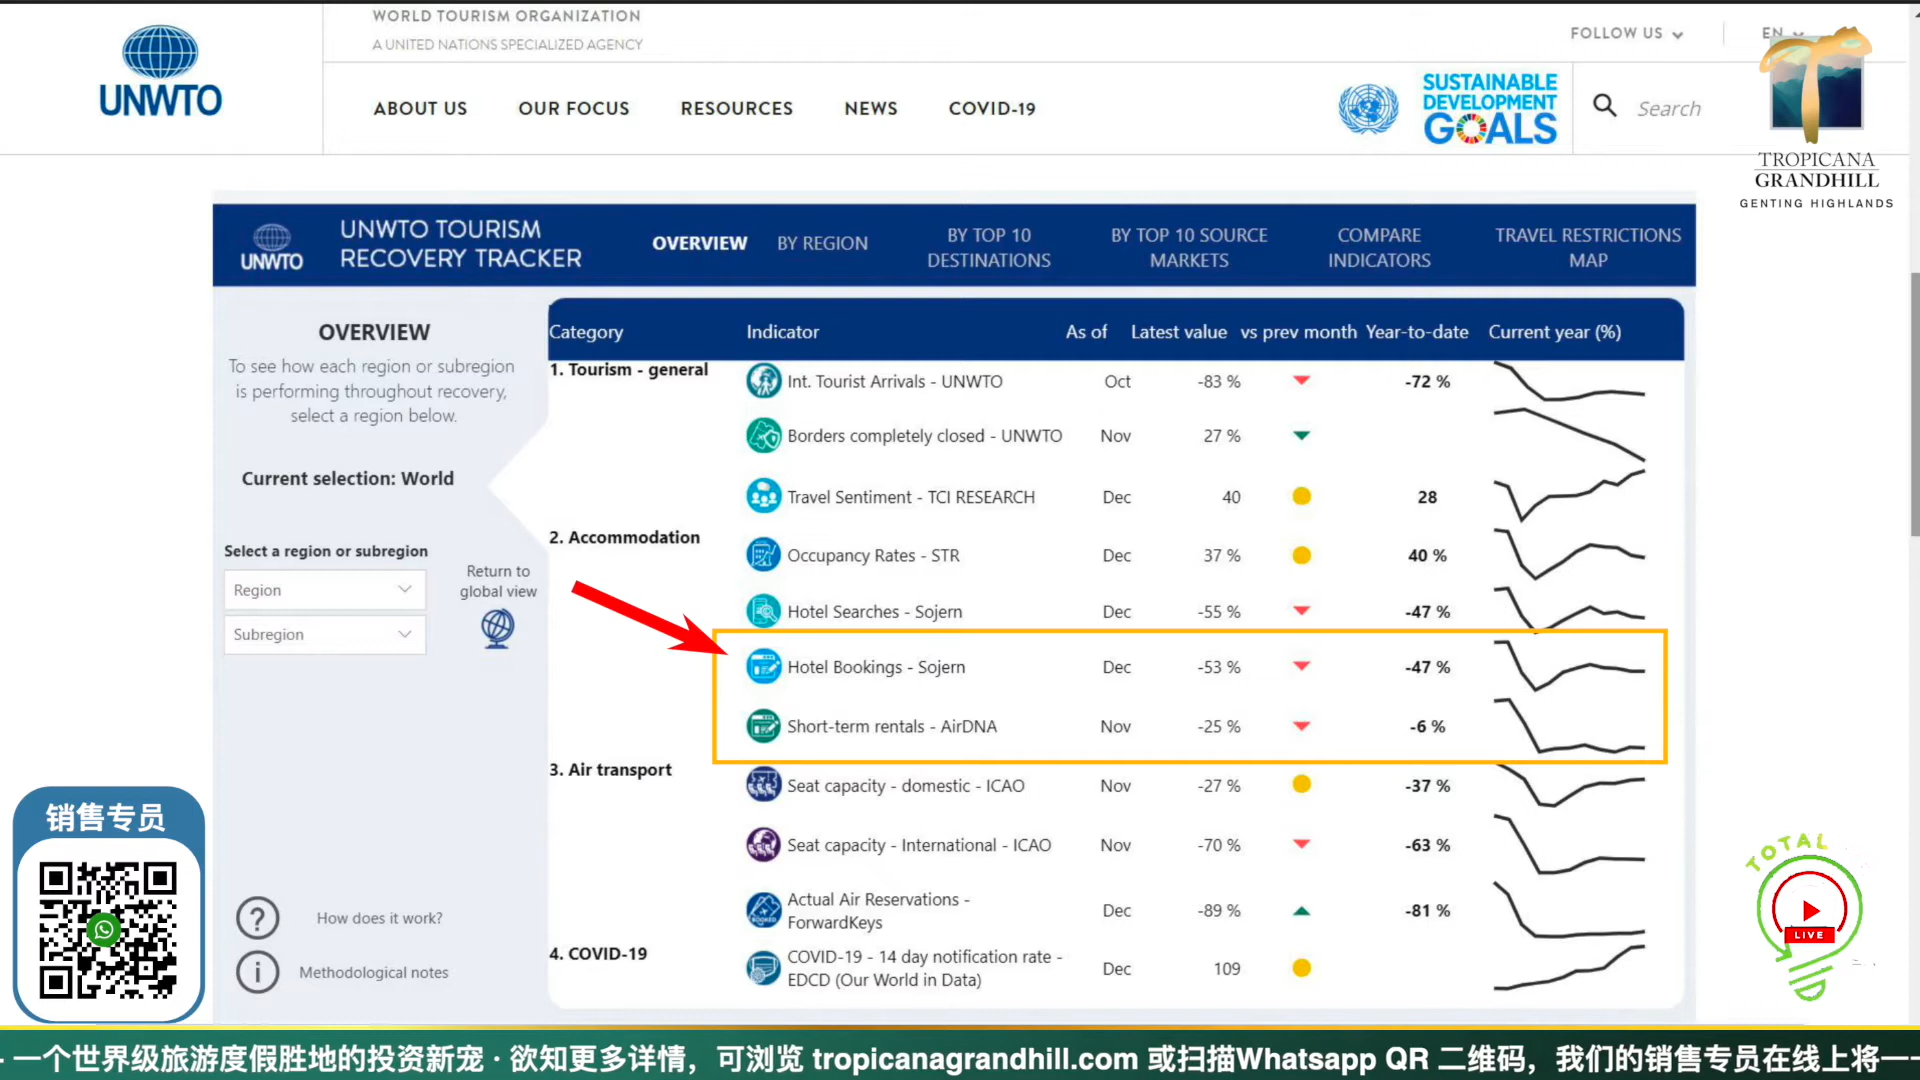 WORLD TOURISM ORGANIZATION
A UNITED NATIONS SPECIALIZED AGENCY
FOLLOW US
EN
UNWTO
ABOUT US
OUR FOCUS
RESOURCES
NEWS
COVID-19
SUSTAINABLE
DEVELOPMENT
GOALS
Search
TROPICANA
GRANDHILL
GENTING HIGHLANDS
UNWTO
UNWTO TOURISM
RECOVERY TRACKER
OVERVIEW
BY REGION
BY TOP 10
DESTINATIONS
BY TOP 10 SOURCE
MARKETS
COMPARE
INDICATORS
TRAVEL RESTRICTIONS
MAP
OVERVIEW
To see how each region or subregion
is performing throughout recovery,
select a region below.
Current selection: World
Select a region or subregion
Region
Subregion
Return to
global view
How does it work?
Methodological notes
Category Indicator As of Latest value vs prev month Year-to-date Current year (%)
1. Tourism - general
Int. Tourist Arrivals - UNWTO Oct -83 % -72 %
Borders completely closed - UNWTO Nov 27 %
Travel Sentiment - TCI RESEARCH Dec 40 28
2. Accommodation
Occupancy Rates - STR Dec 37 % 40 %
Hotel Searches - Sojern Dec -55 % -47 %
Hotel Bookings - Sojern Dec -53 % -47 %
Short-term rentals - AirDNA Nov -25 % -6 %
3. Air transport
Seat capacity - domestic - ICAO Nov -27 % -37 %
Seat capacity - International - ICAO Nov -70 % -63 %
Actual Air Reservations -
ForwardKeys Dec -89 % -81 %
4. COVID-19
COVID-19 - 14 day notification rate -
EDCD (Our World in Data) Dec 109
销售专员
TOTAL
LIVE
一个世界级旅游度假胜地的投资新宠 · 欲知更多详情，可浏览 tropicanagrandhill.com 或扫描Whatsapp QR 二维码，我们的销售专员在线上将一